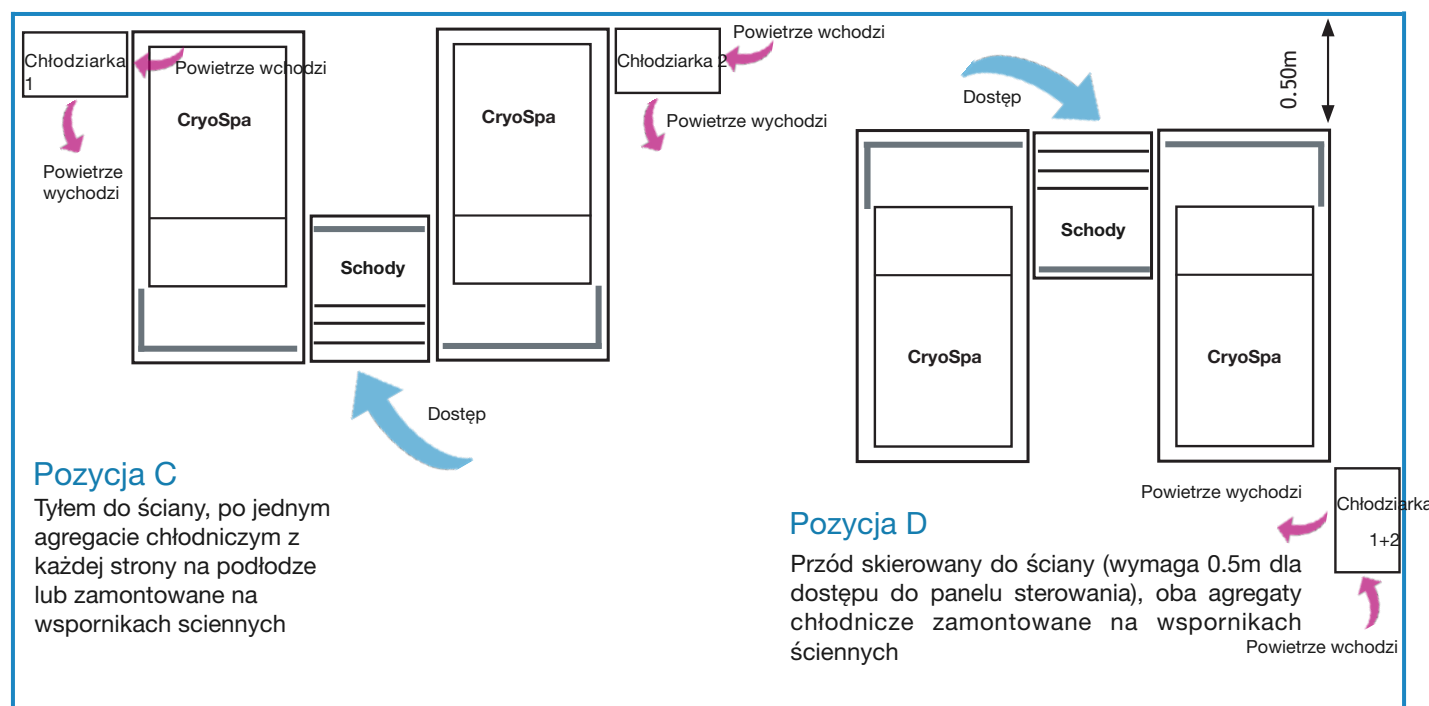 Chłodziarka
1
Powietrze wchodzi
Powietrze
wychodzi
CryoSpa
Schody
CryoSpa
Chłodziarka 2
Powietrze wchodzi
Powietrze wychodzi
Dostęp
Pozycja C
Tyłem do ściany, po jednym
agregacie chłodniczym z
każdej strony na podłodze
lub zamontowane na
wspornikach sciennych
Dostęp
0.50m
Schody
CryoSpa
CryoSpa
Powietrze wychodzi
Chłodziarka
1+2
Powietrze wchodzi
Pozycja D
Przód skierowany do ściany (wymaga 0.5m dla
dostępu do panelu sterowania), oba agregaty
chłodnicze zamontowane na wspornikach
ściennych